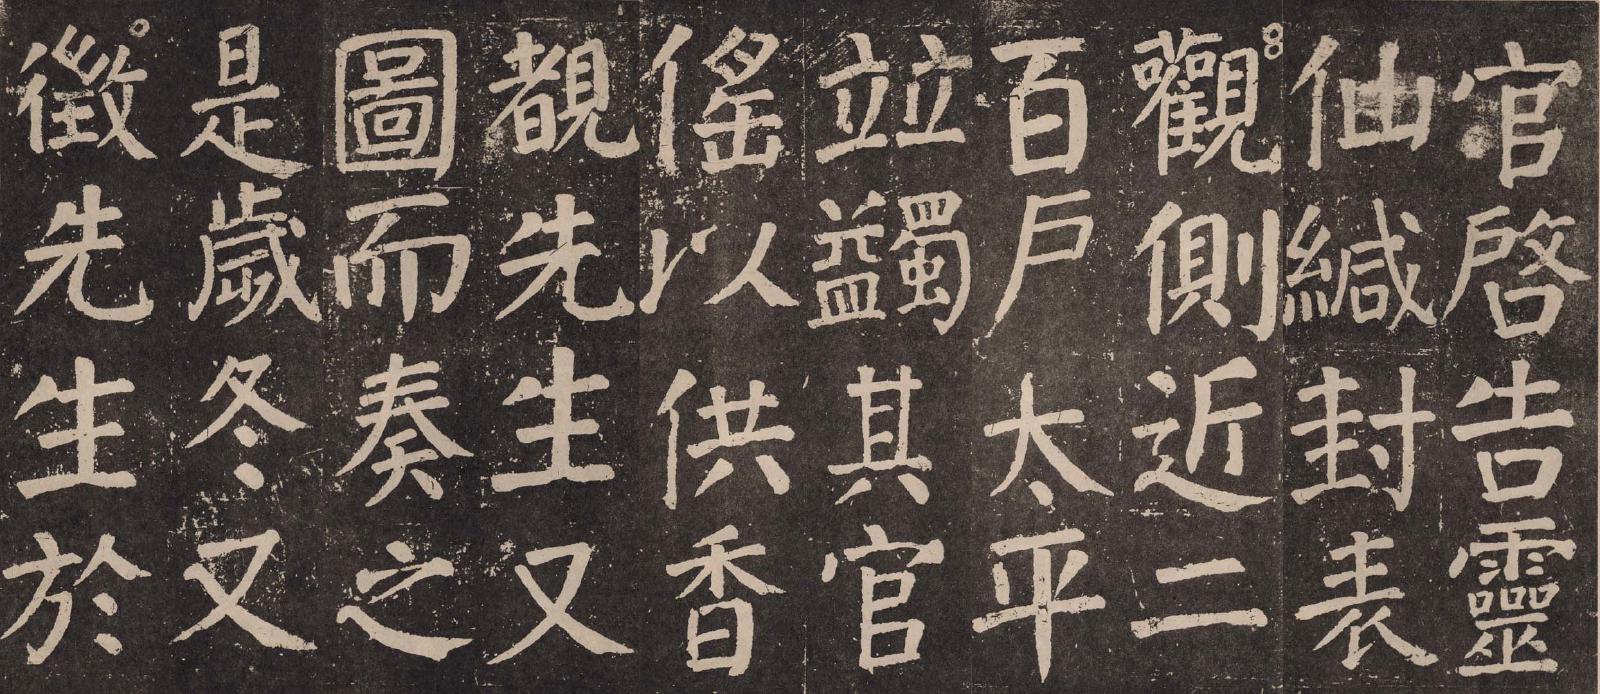 官啓告靈
仙緘封表
觀側近二
百戶太平
竝蠲其官
傜以供香
覩先生又
圖而奏之
是歲冬又
徵先生於